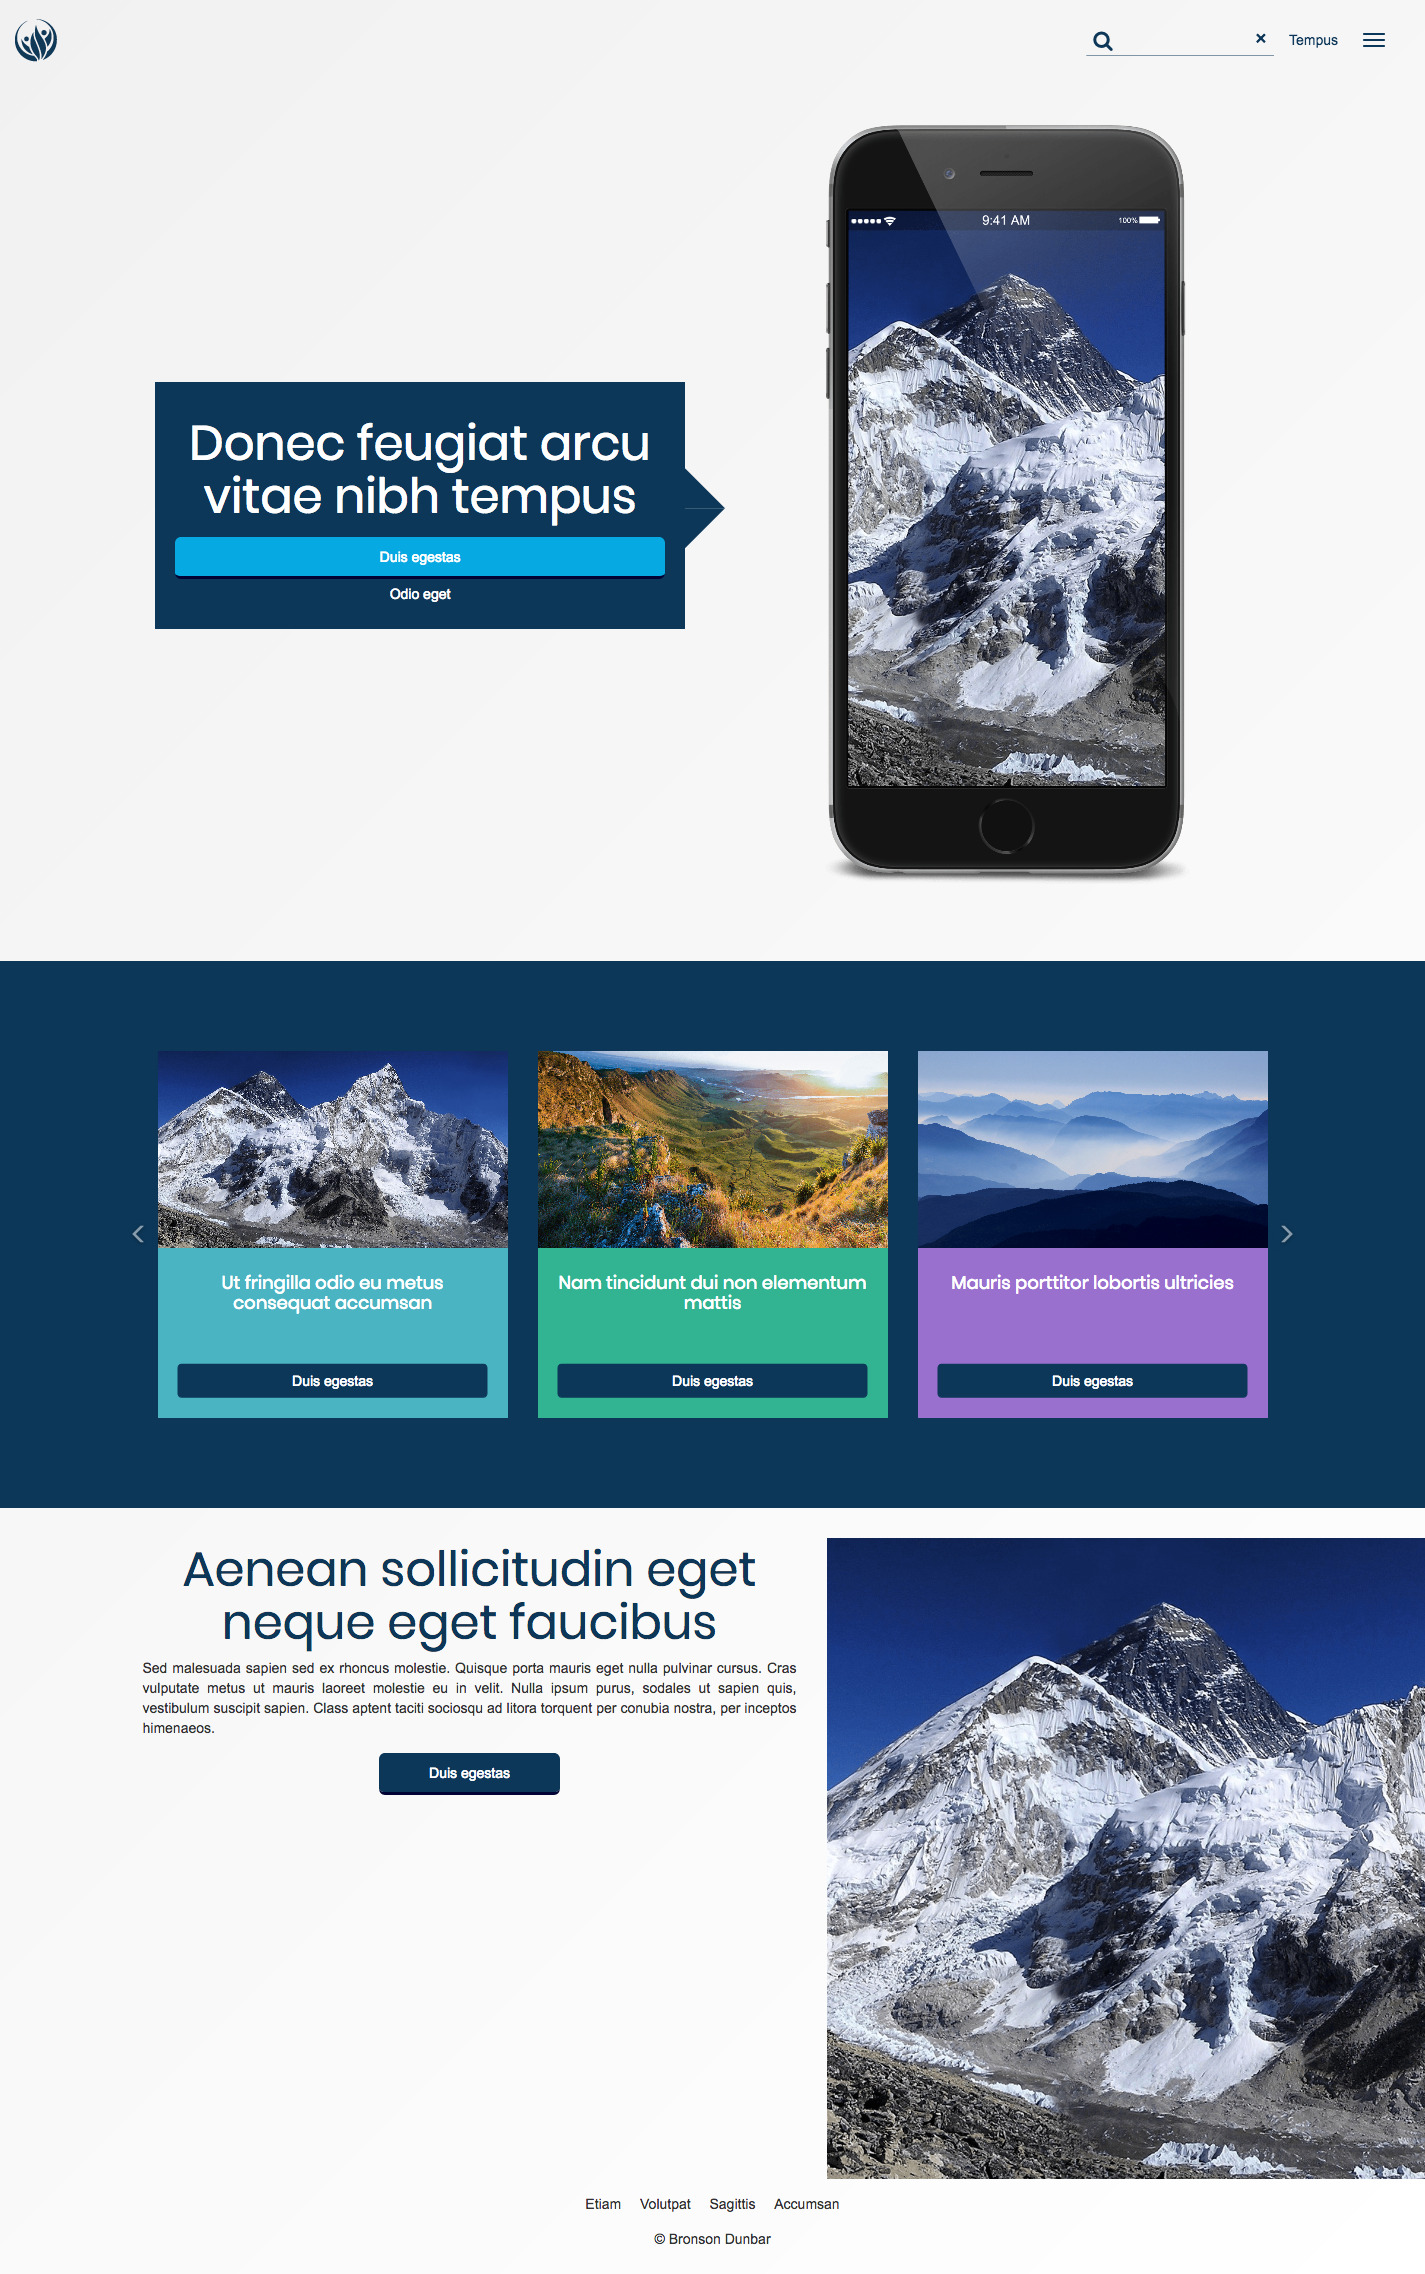 Tempus
9:41 AM
100%
Donec feugiat arcu
vitae nibh tempus
Duis egestas
Odio eget
Ut fringilla odio eu metus
consequat accumsan
Duis egestas
Nam tincidunt dui non elementum
mattis
Duis egestas
Mauris porttitor lobortis ultricies
Duis egestas
Aenean sollicitudin eget
neque eget faucibus
Sed malesuada sapien sed ex rhoncus molestie. Quisque porta mauris eget nulla pulvinar cursus. Cras
vulputate metus ut mauris laoreet molestie eu in velit. Nulla ipsum purus, sodales ut sapien quis,
vestibulum suscipit sapien. Class aptent taciti sociosqu ad litora torquent per conubia nostra, per inceptos
himenaeos.
Duis egestas
Etiam Volutpat Sagittis Accumsan
© Bronson Dunbar